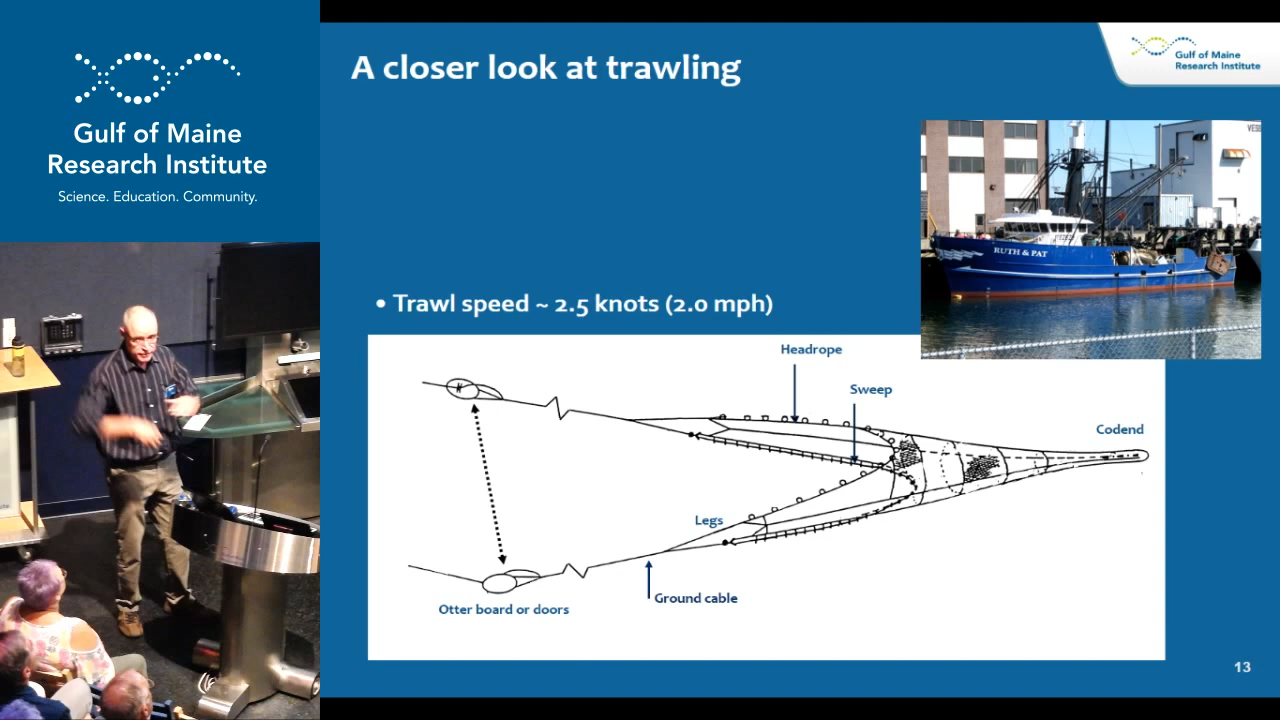 Gulf of Maine
Research Institute
Science. Education. Community.
A closer look at trawling
Gulf of Maine
Research Institute
RUTH & PAT
• Trawl speed ~ 2.5 knots (2.0 mph)
Headrope
Sweep
Codend
Legs
Ground cable
Otter board or doors
13